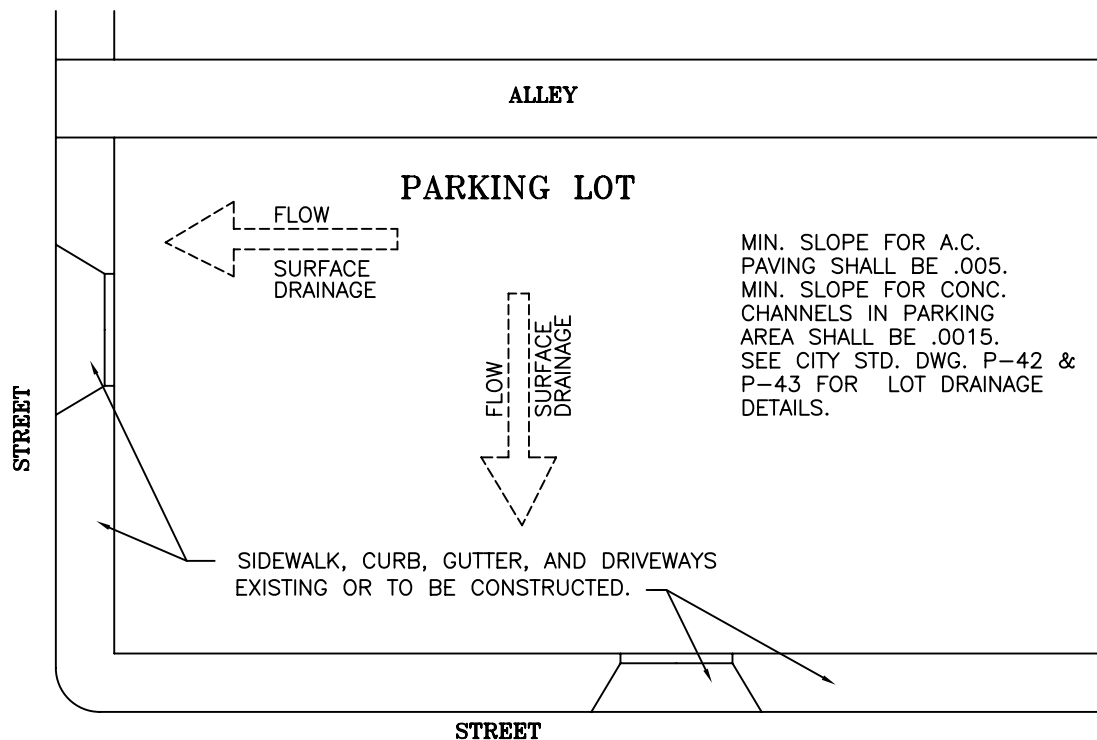 ALLEY
PARKING LOT
FLOW
SURFACE
DRAINAGE
MIN. SLOPE FOR A.C.
PAVING SHALL BE .005.
MIN. SLOPE FOR CONC.
CHANNELS IN PARKING
AREA SHALL BE .0015.
SEE CITY STD. DWG. P-42 &
P-43 FOR LOT DRAINAGE
DETAILS.
FLOW
SURFACE
DRAINAGE
STREET
SIDEWALK, CURB, GUTTER, AND DRIVEWAYS
EXISTING OR TO BE CONSTRUCTED.
STREET